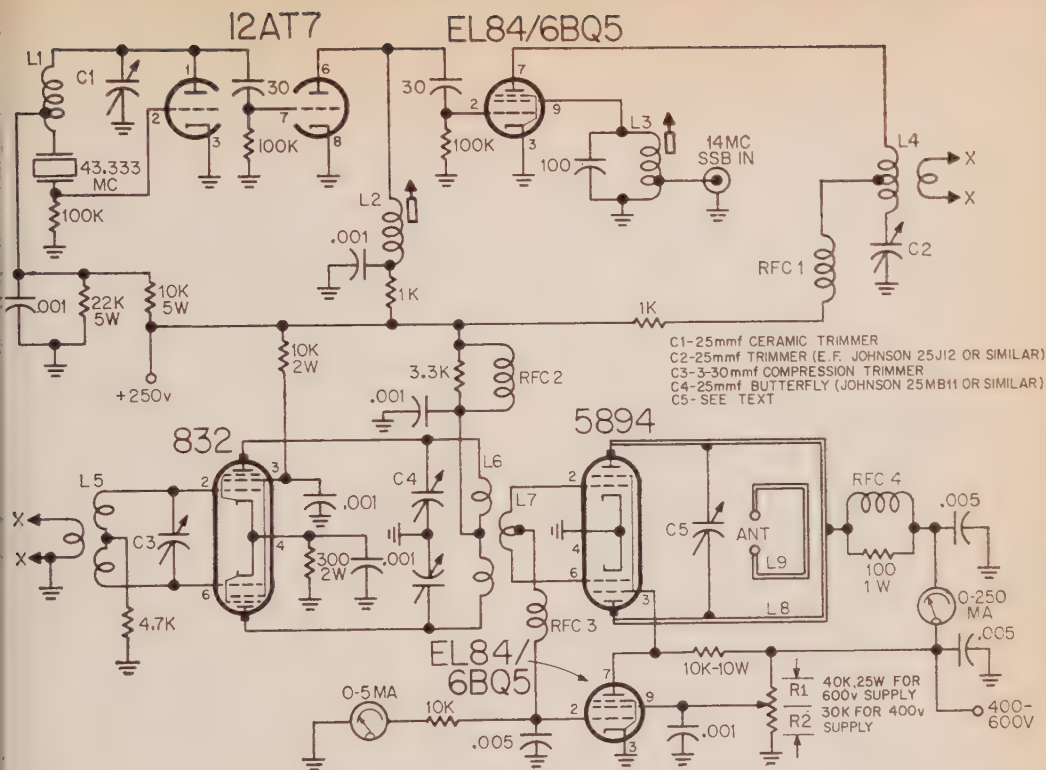 12AT7
EL84/6BQ5
L1
C1
1
2
3
43.333
MC
100K
30
100K
6
7
8
30
100K
7
2
9
3
100
L3
14MC
SSB IN
L4
X
X
C2
L2
.001
1K
RFC 1
.001
22K
5W
10K
5W
+250v
10K
2W
1K
3.3K
RFC 2
.001
C1-25mmf CERAMIC TRIMMER
C2-25mmf TRIMMER (E.F. JOHNSON 25J12 OR SIMILAR)
C3-3-30mmf COMPRESSION TRIMMER
C4-25mmf BUTTERFLY (JOHNSON 25MB11 OR SIMILAR)
C5- SEE TEXT
832
5894
L5
X
X
C3
4.7K
2
3
4
6
.001
300
2W
.001
C4
L6
L7
2
4
6
3
C5
ANT
L9
L8
RFC 4
100
1 W
.005
0-250
MA
.005
RFC 3
EL84/
6BQ5
10K-10W
R1
R2
40K,25W FOR
600v SUPPLY
30K FOR 400v
SUPPLY
400-
600V
0-5MA
10K
.005
7
2
9
3
.001